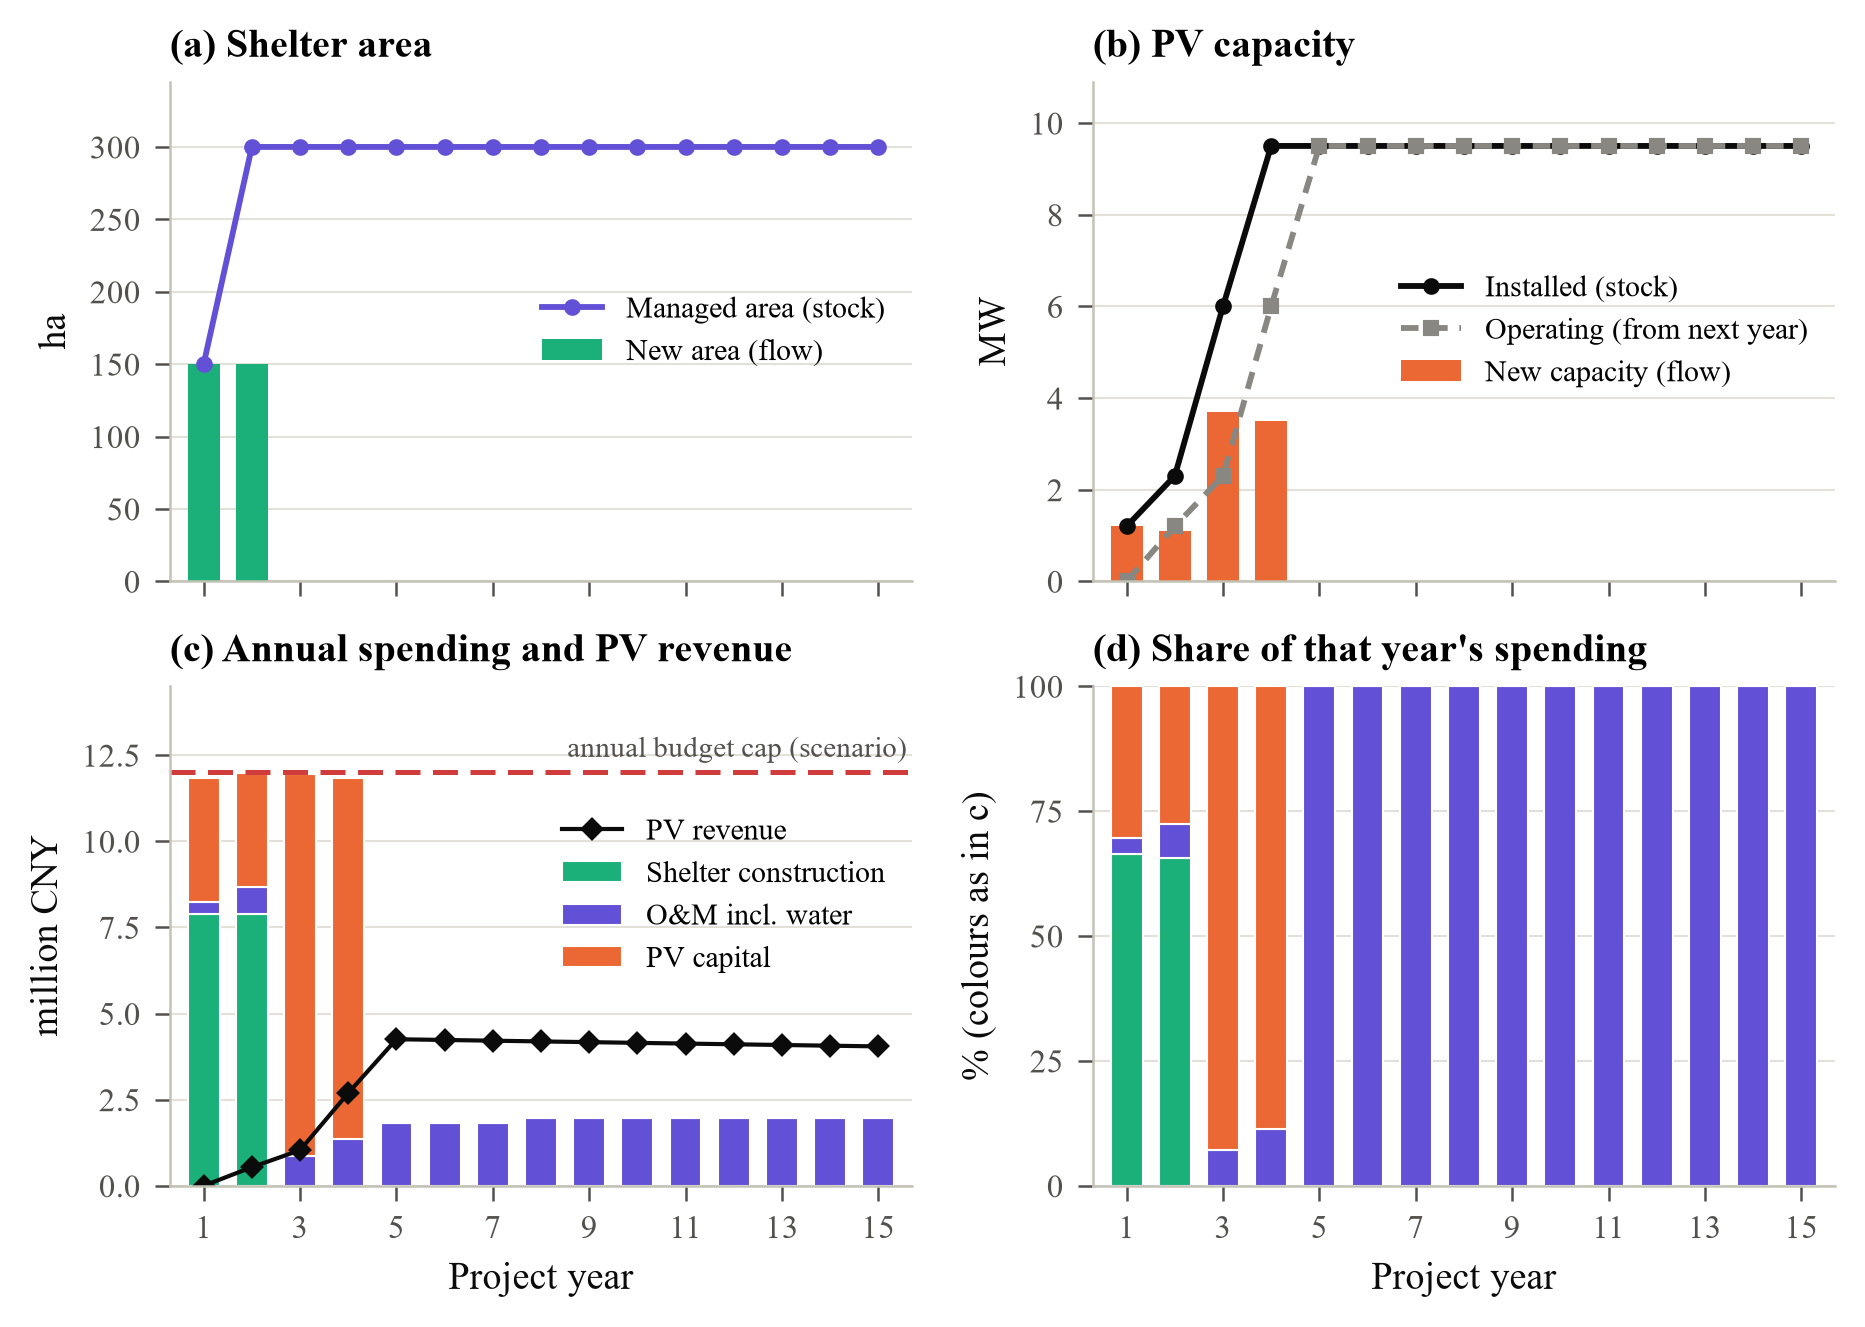 (a) Shelter area
ha
300
250
200
150
100
50
0
Managed area (stock)
New area (flow)
(b) PV capacity
MW
10
8
6
4
2
0
Installed (stock)
Operating (from next year)
New capacity (flow)
(c) Annual spending and PV revenue
million CNY
12.5
10.0
7.5
5.0
2.5
0.0
annual budget cap (scenario)
PV revenue
Shelter construction
O&M incl. water
PV capital
1 3 5 7 9 11 13 15
Project year
(d) Share of that year's spending
% (colours as in c)
100
75
50
25
0
1 3 5 7 9 11 13 15
Project year